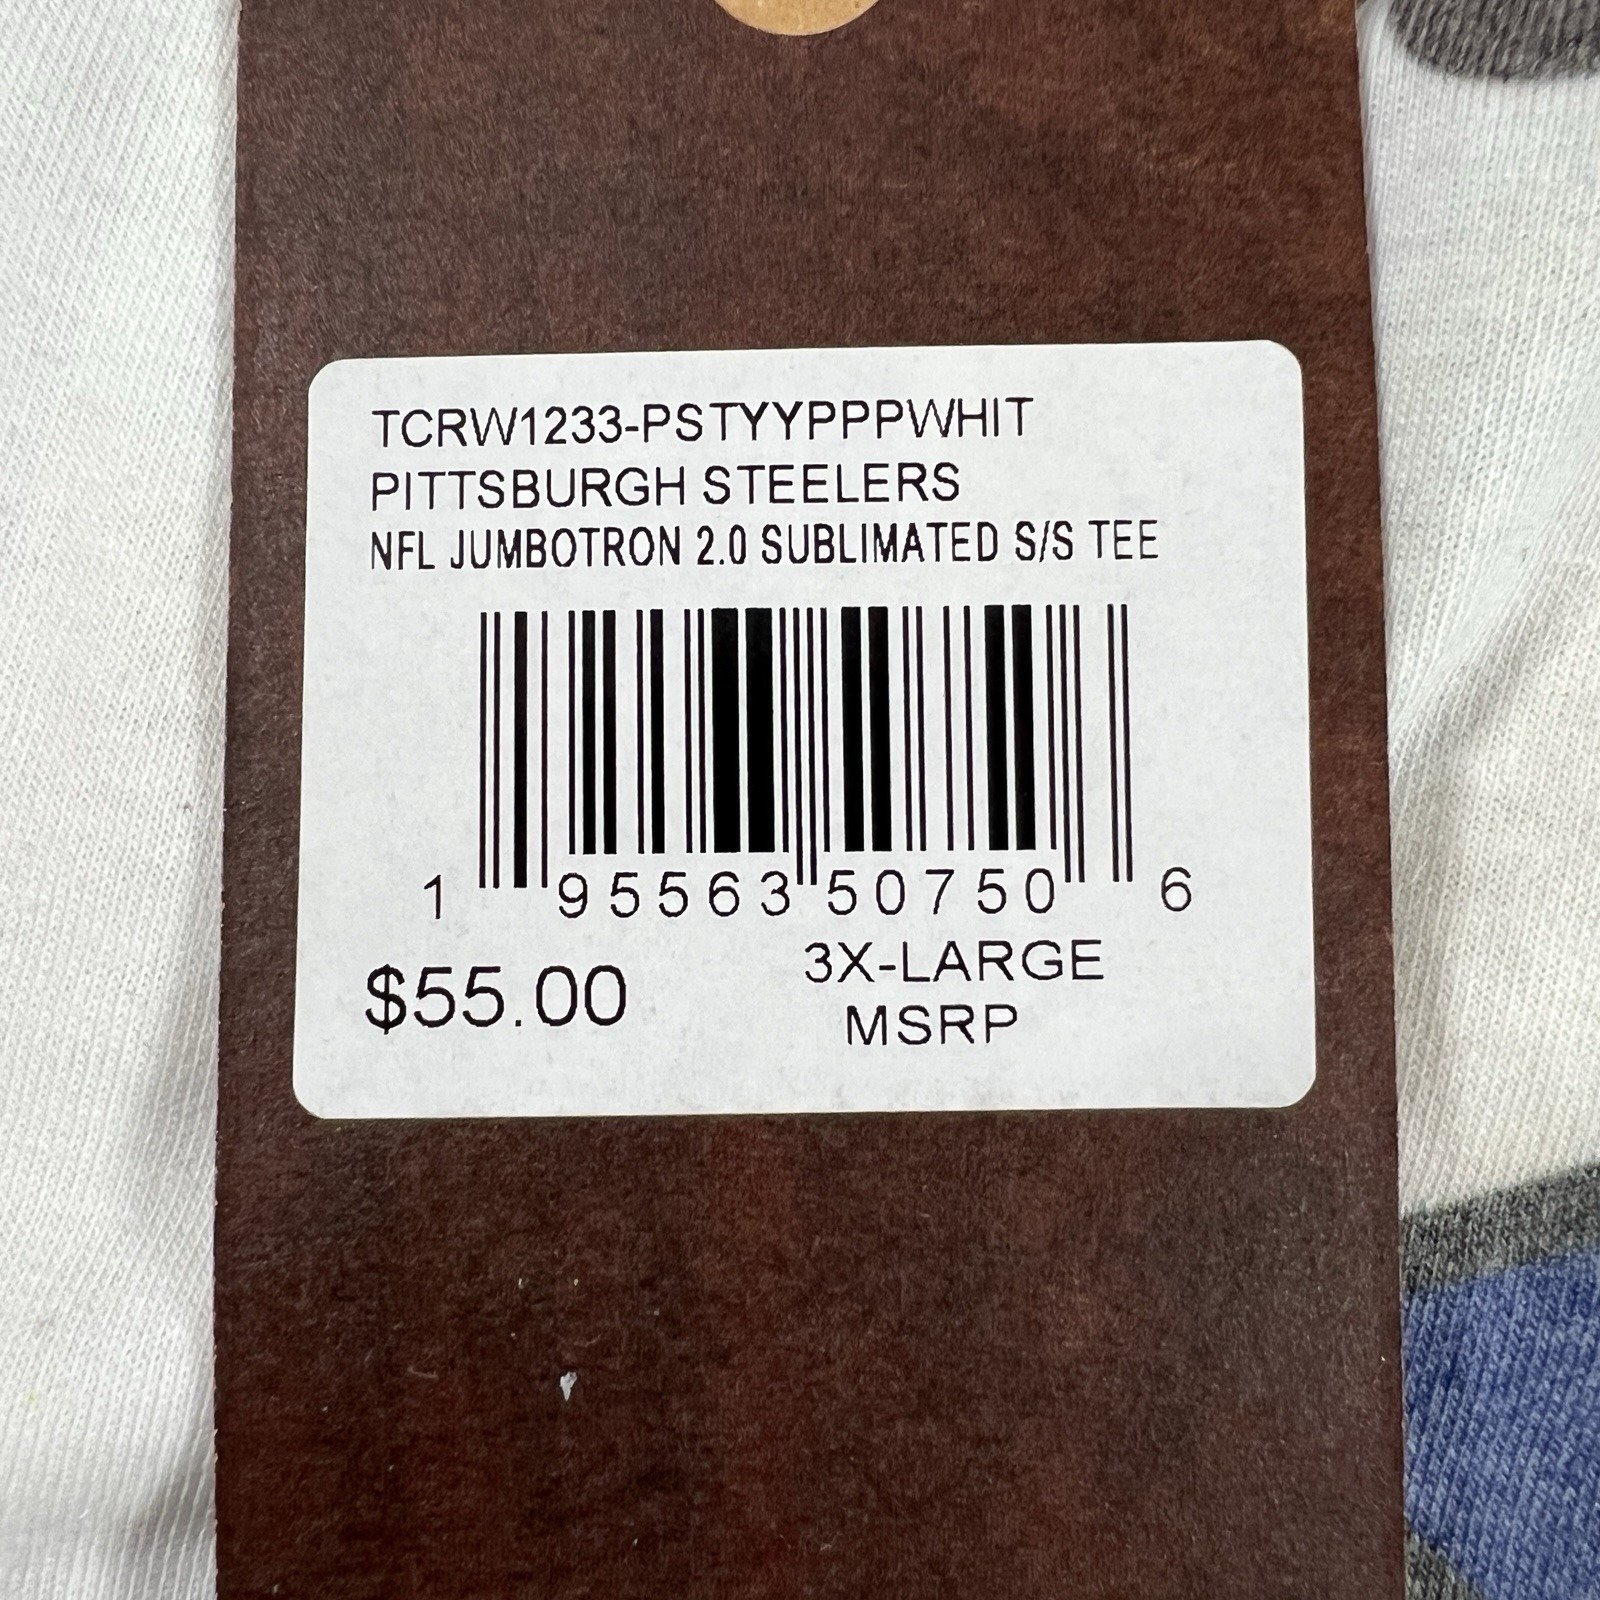 TCRW1233-PSTYYPPPWHIT
PITTSBURGH STEELERS
NFL JUMBOTRON 2.0 SUBLIMATED S/S TEE
1 95563 50750 6
$55.00 3X-LARGE
MSRP